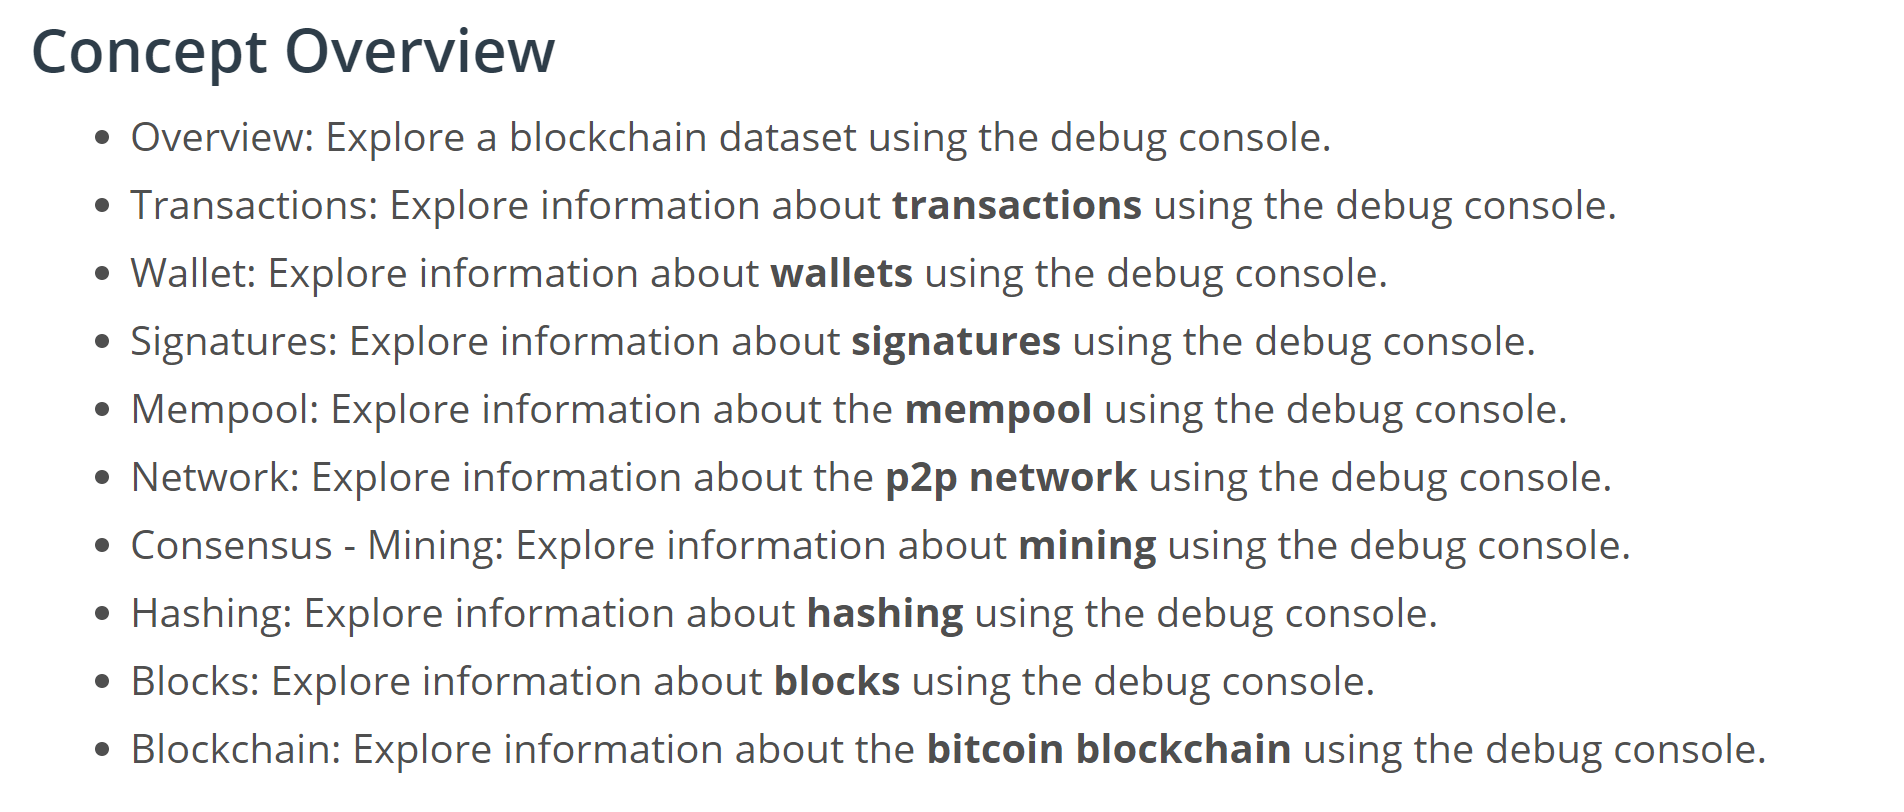 Concept Overview
Overview: Explore a blockchain dataset using the debug console.
Transactions: Explore information about transactions using the debug console.
Wallet: Explore information about wallets using the debug console.
Signatures: Explore information about signatures using the debug console.
Mempool: Explore information about the mempool using the debug console.
Network: Explore information about the p2p network using the debug console.
Consensus - Mining: Explore information about mining using the debug console.
Hashing: Explore information about hashing using the debug console.
Blocks: Explore information about blocks using the debug console.
Blockchain: Explore information about the bitcoin blockchain using the debug console.